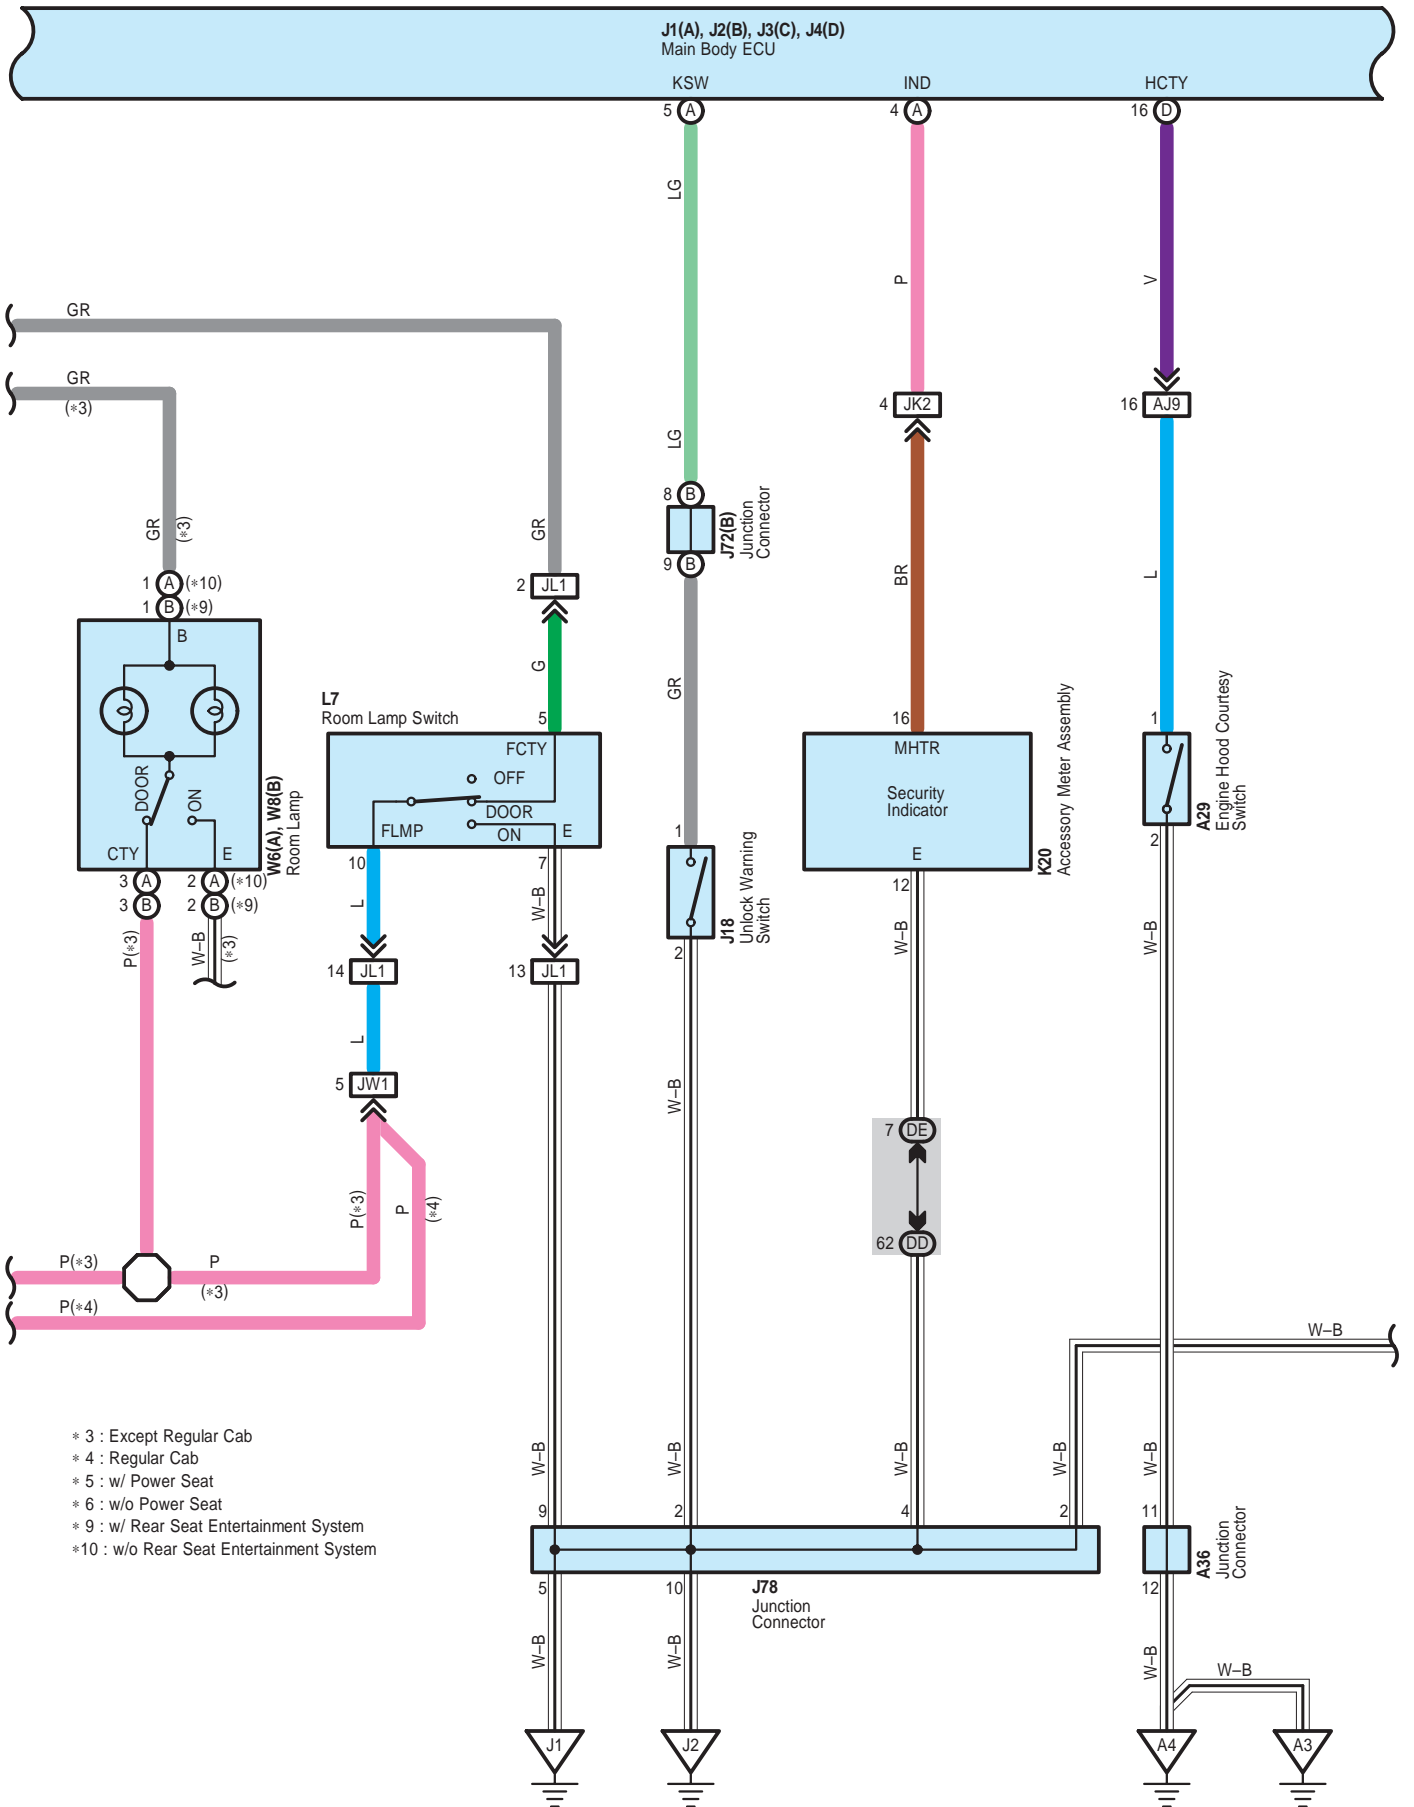 J1(A), J2(B), J3(C), J4(D)
Main Body ECU
KSW
IND
HCTY
5 A
4 A
16 D
LG
P
V
GR
GR
(*3)
4 JK2
16 AJ9
LG
8 B
J72(B)
Junction
Connector
9 B
GR
(*3)
GR
BR
L
1 A (*10)
1 B (*9)
2 JL1
B
DOOR
ON
CTY
E
W6(A), W8(B)
Room Lamp
G
GR
L7
Room Lamp Switch
5
16
1
FCTY
OFF
DOOR
ON
FLMP
E
MHTR
Security
Indicator
E
K20
Accessory Meter Assembly
A29
Engine Hood Courtesy
Switch
1
J18
Unlock Warning
Switch
2
3 A
2 A (*10)
3 B
2 B (*9)
10
7
12
2
P(*3)
W–B
(*3)
L
W–B
W–B
W–B
14 JL1
13 JL1
L
5 JW1
W–B
7 DE
P(*3)
P
(*4)
62 DD
P(*3)
P
(*3)
P(*4)
W–B
* 3 : Except Regular Cab
* 4 : Regular Cab
* 5 : w/ Power Seat
* 6 : w/o Power Seat
* 9 : w/ Rear Seat Entertainment System
*10 : w/o Rear Seat Entertainment System
W–B
W–B
W–B
W–B
W–B
9
2
4
2
11
A36
Junction
Connector
5
10
J78
Junction
Connector
12
W–B
W–B
W–B
W–B
J1
J2
A4
A3